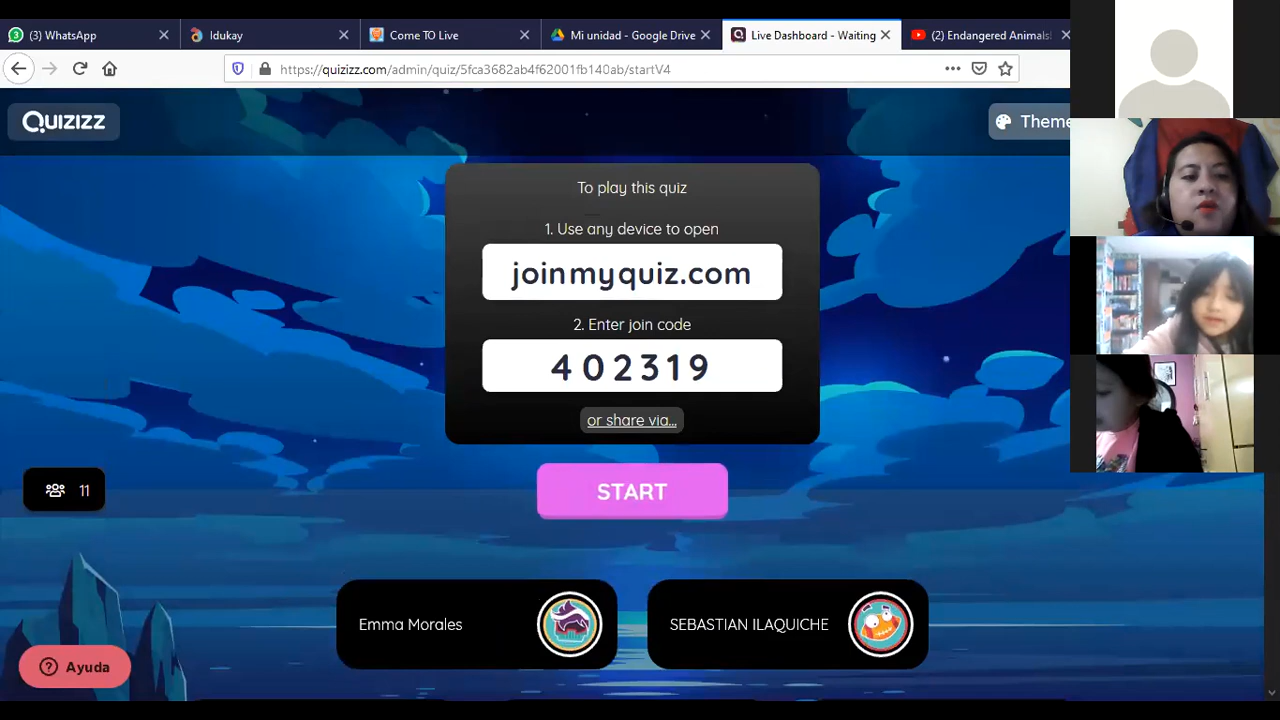 (3) WhatsApp
Idukay
Come TO Live
Mi unidad - Google Drive
Live Dashboard - Waiting
(2) Endangered Animals
https://quizizz.com/admin/quiz/5fca3682ab4f62001fb140ab/startV4
Quizizz
Theme
To play this quiz
1. Use any device to open
joinmyquiz.com
2. Enter join code
402319
or share via...
11
START
Emma Morales
SEBASTIAN ILAQUICHE
Ayuda